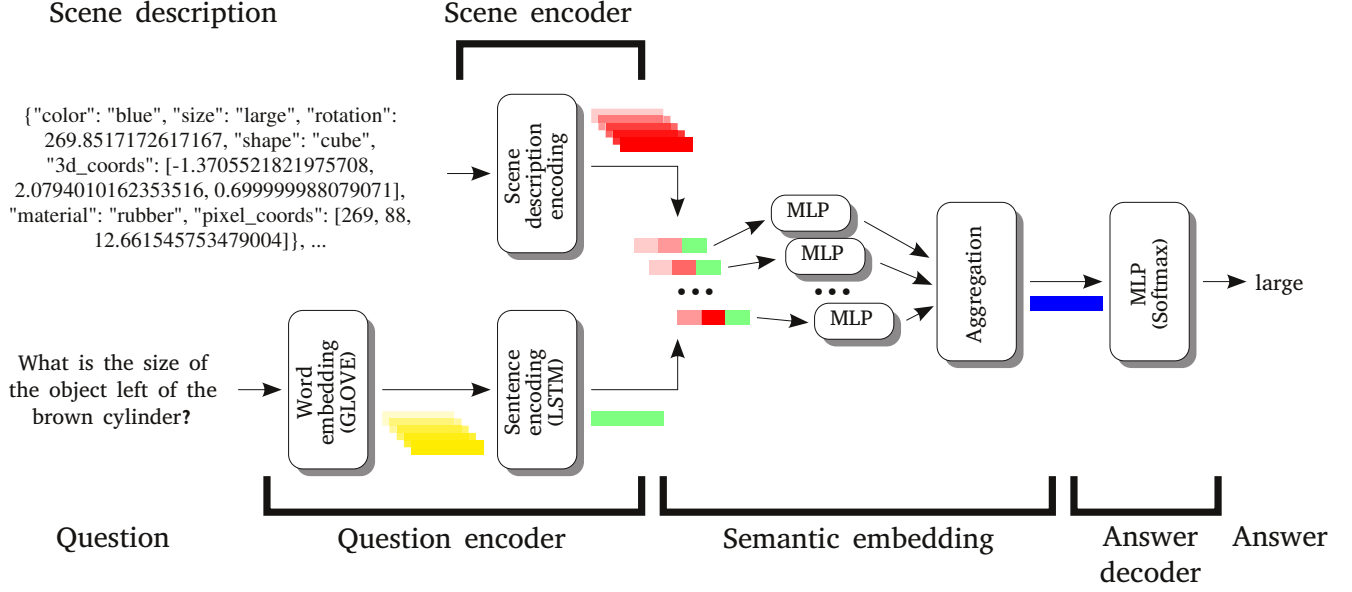 Scene description
Scene encoder
{"color": "blue", "size": "large", "rotation":
269.8517172617167, "shape": "cube",
"3d_coords": [-1.3705521821975708,
2.0794010162353516, 0.699999988079071],
"material": "rubber", "pixel_coords": [269, 88,
12.661545753479004]}, ...
Scene
description
encoding
MLP
MLP
...
...
MLP
Aggregation
MLP
(Softmax)
large
What is the size of
the object left of the
brown cylinder?
Word
embedding
(GLOVE)
Sentence
encoding
(LSTM)
Question
Question encoder
Semantic embedding
Answer
decoder
Answer